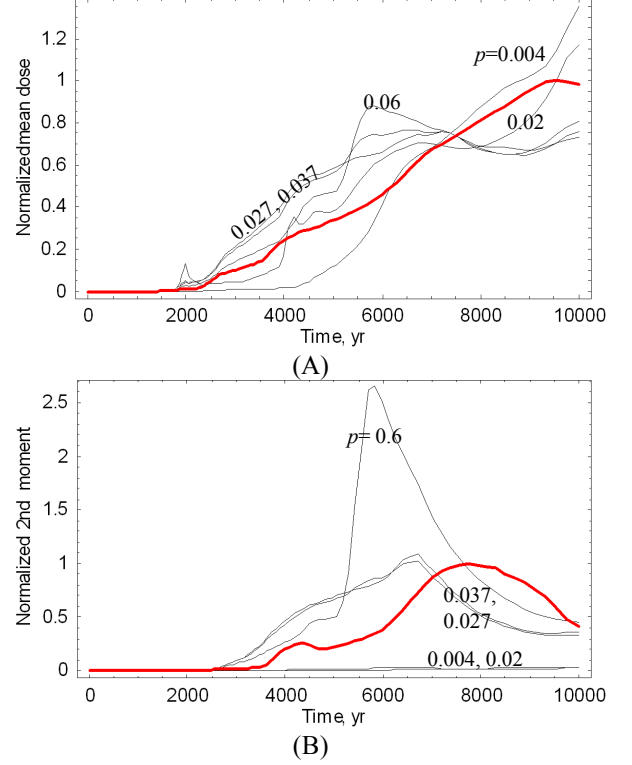 1.2
1
0.8
0.6
0.4
0.2
0
Normalized mean dose
p=0.004
0.06
0.02
0.027, 0.037
0 2000 4000 6000 8000 10000
Time, yr
(A)
2.5
2
1.5
1
0.5
0
Normalized 2nd moment
p= 0.6
0.037,
0.027
0.004, 0.02
0 2000 4000 6000 8000 10000
Time, yr
(B)